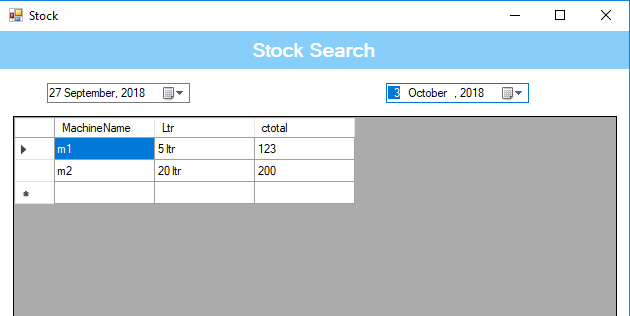 Stock
Stock Search
27 September, 2018 3 October , 2018
MachineName Ltr ctotal
m1 5 ltr 123
m2 20 ltr 200